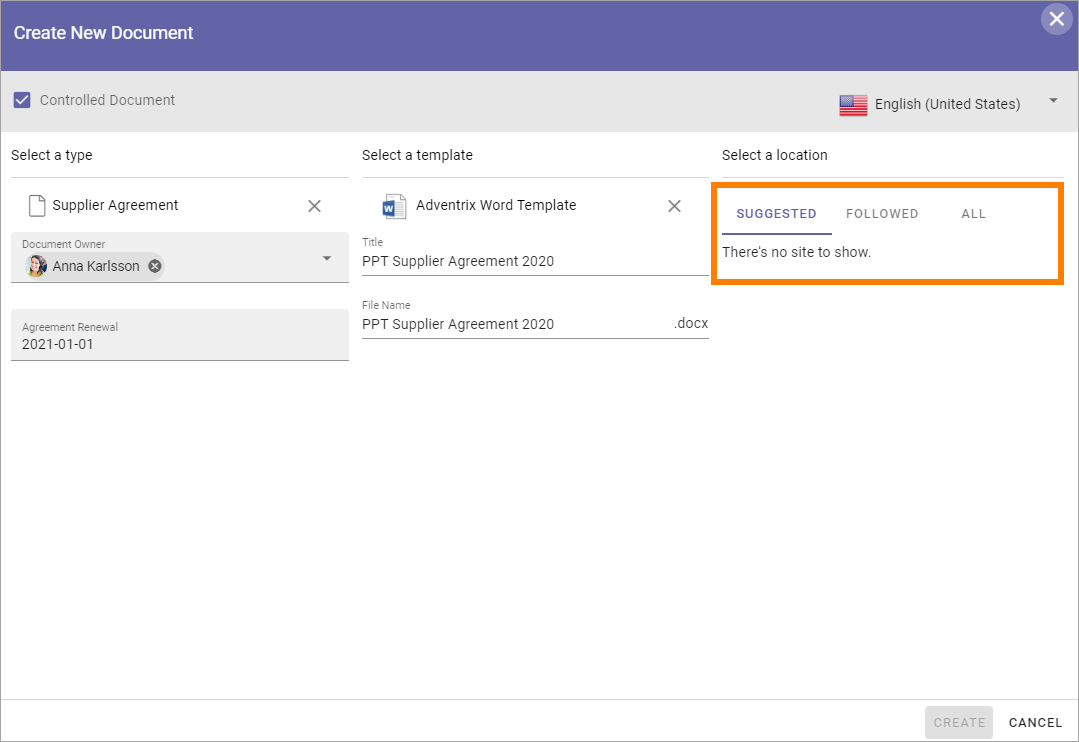 Create New Document
Controlled Document
English (United States)
Select a type
Supplier Agreement
Document Owner
Anna Karlsson
Agreement Renewal
2021-01-01
Select a template
W
Adventrix Word Template
Title
PPT Supplier Agreement 2020
File Name
PPT Supplier Agreement 2020 .docx
Select a location
SUGGESTED FOLLOWED ALL
There's no site to show.
CREATE CANCEL